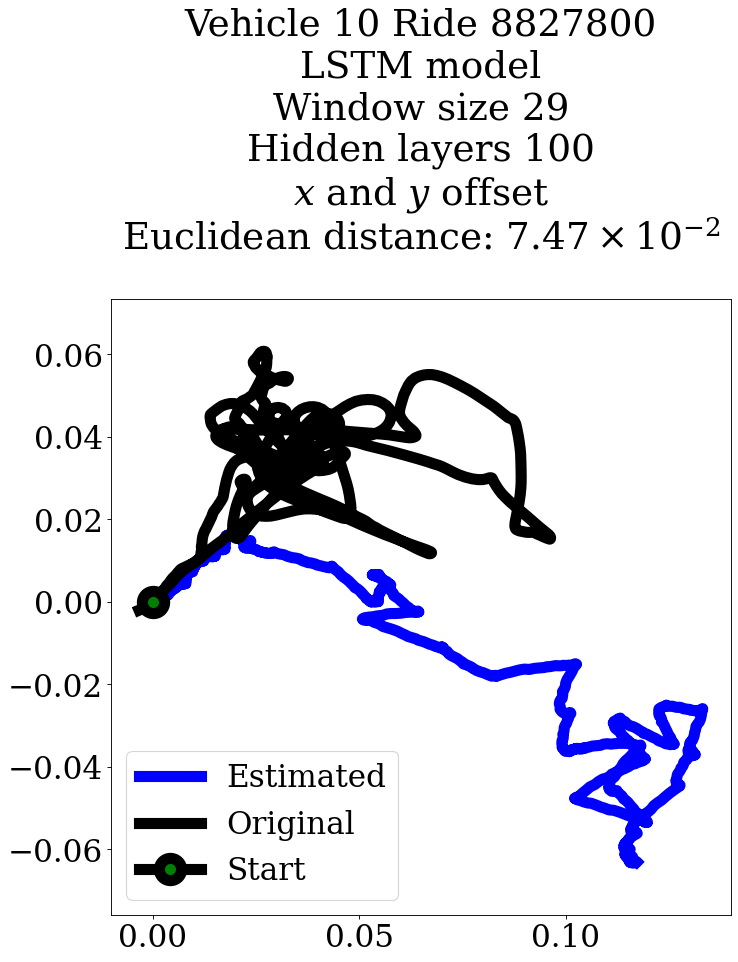 Vehicle 10 Ride 8827800
LSTM model
Window size 29
Hidden layers 100
x and y offset
Euclidean distance: 7.47 × 10⁻²
0.06
0.04
0.02
0.00
−0.02
−0.04
−0.06
Estimated
Original
Start
0.00 0.05 0.10